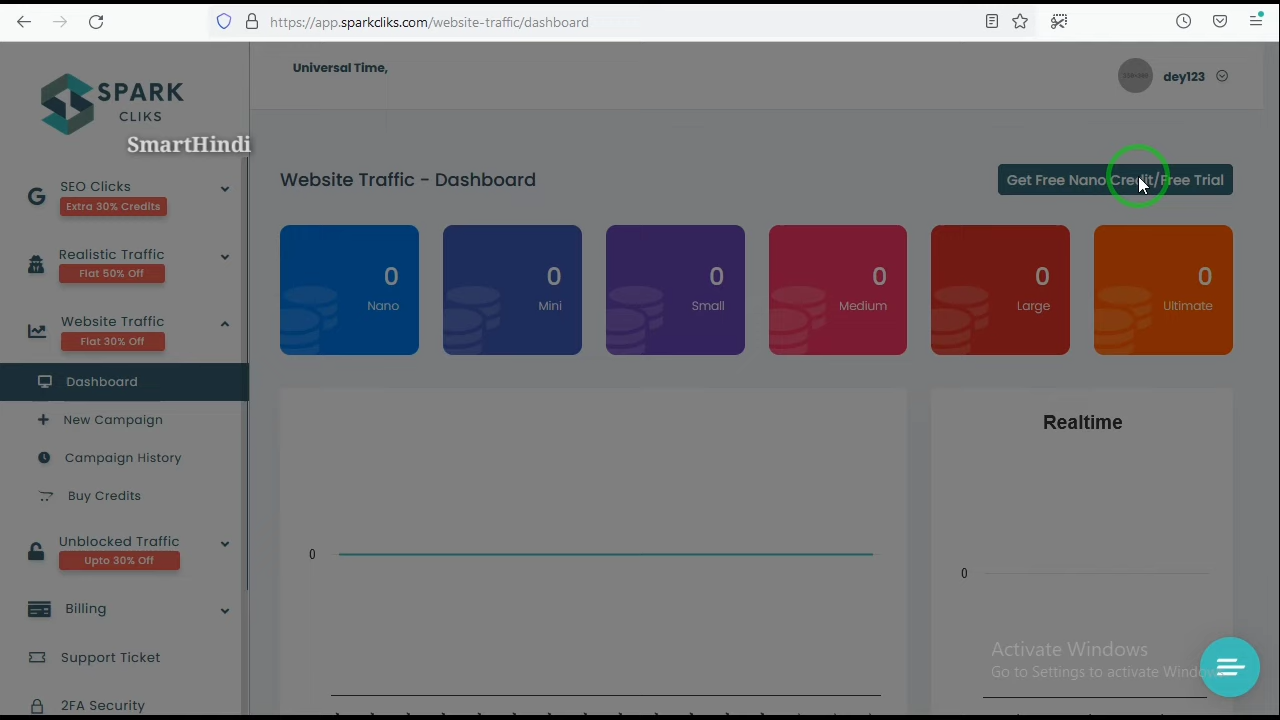 https://app.sparkcliks.com/website-traffic/dashboard
SPARK
CLIKS
SmartHindi
Universal Time,
dey123
SEO Clicks
Extra 30% Credits
Realistic Traffic
Flat 50% Off
Website Traffic
Flat 30% Off
Dashboard
New Campaign
Campaign History
Buy Credits
Unblocked Traffic
Upto 30% Off
Billing
Support Ticket
2FA Security
Website Traffic - Dashboard
Get Free Nano Credit/Free Trial
0
Nano
0
Mini
0
Small
0
Medium
0
Large
0
Ultimate
0
Realtime
0
Activate Windows
Go to Settings to activate Windows.